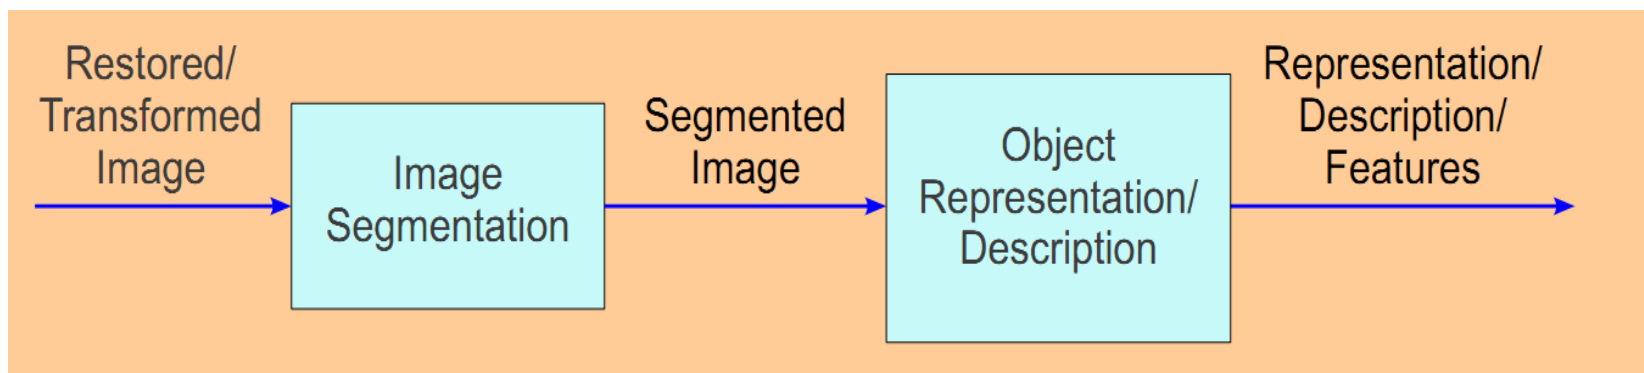 Restored/
Transformed
Image
Image
Segmentation
Segmented
Image
Object
Representation/
Description
Representation/
Description/
Features